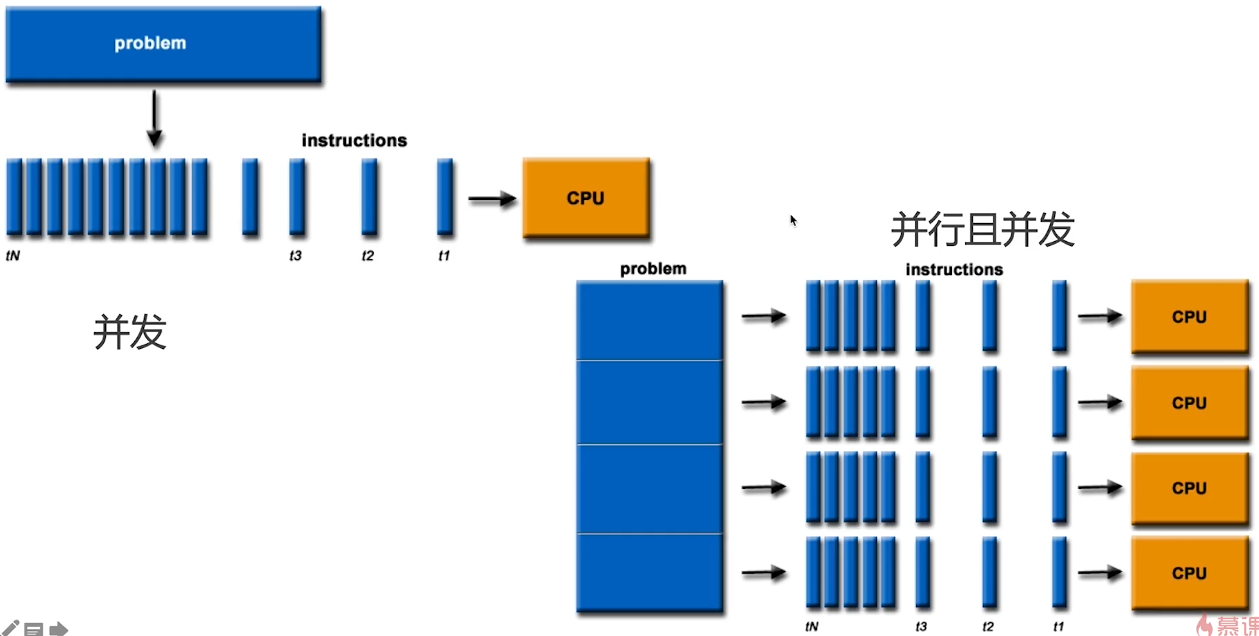 problem
instructions
CPU
tN t3 t2 t1
并发
并行且并发
problem
instructions
CPU
CPU
CPU
CPU
tN t3 t2 t1
慕课